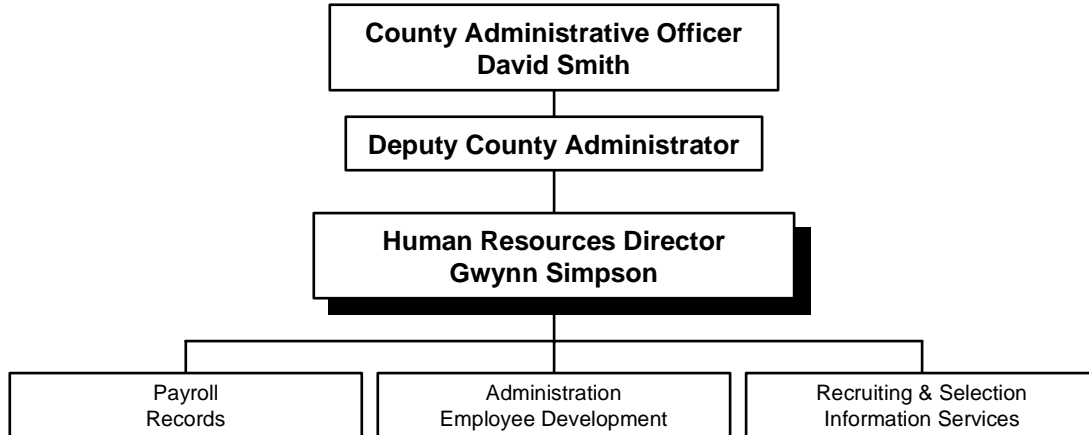 County Administrative Officer
David Smith
Deputy County Administrator
Human Resources Director
Gwynn Simpson
Payroll
Records
Administration
Employee Development
Recruiting & Selection
Information Services